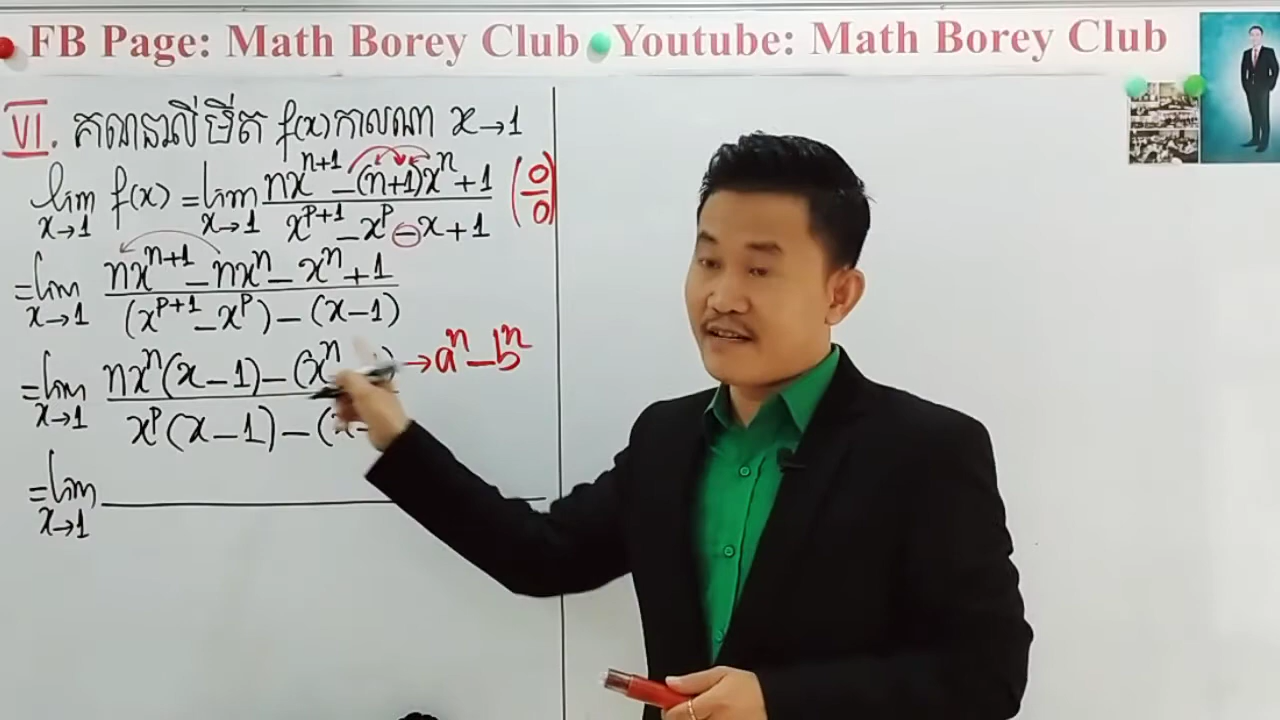 FB Page: Math Borey Club Youtube: Math Borey Club
VI. គណនាលីមីត f(x) កាលណា x→1
lim x→1 f(x) = lim x→1 (nx^{n+1} - (n+1)x^n + 1)/(x^{p+1} - x^p - x + 1) (0/0)
= lim x→1 (nx^{n+1} - nx^n - x^n + 1)/((x^{p+1} - x^p) - (x-1))
= lim x→1 (nx^n(x-1) - (x^n )/(x^p(x-1) - (x- → a^n - b^n
= lim x→1